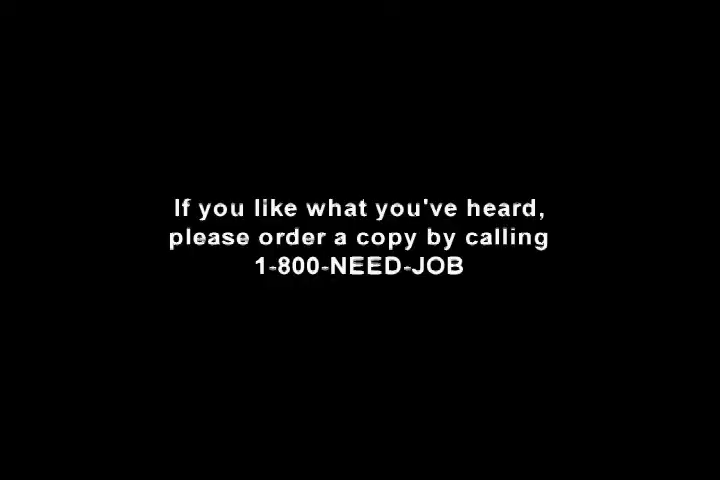 If you like what you've heard,
please order a copy by calling
1-800-NEED-JOB